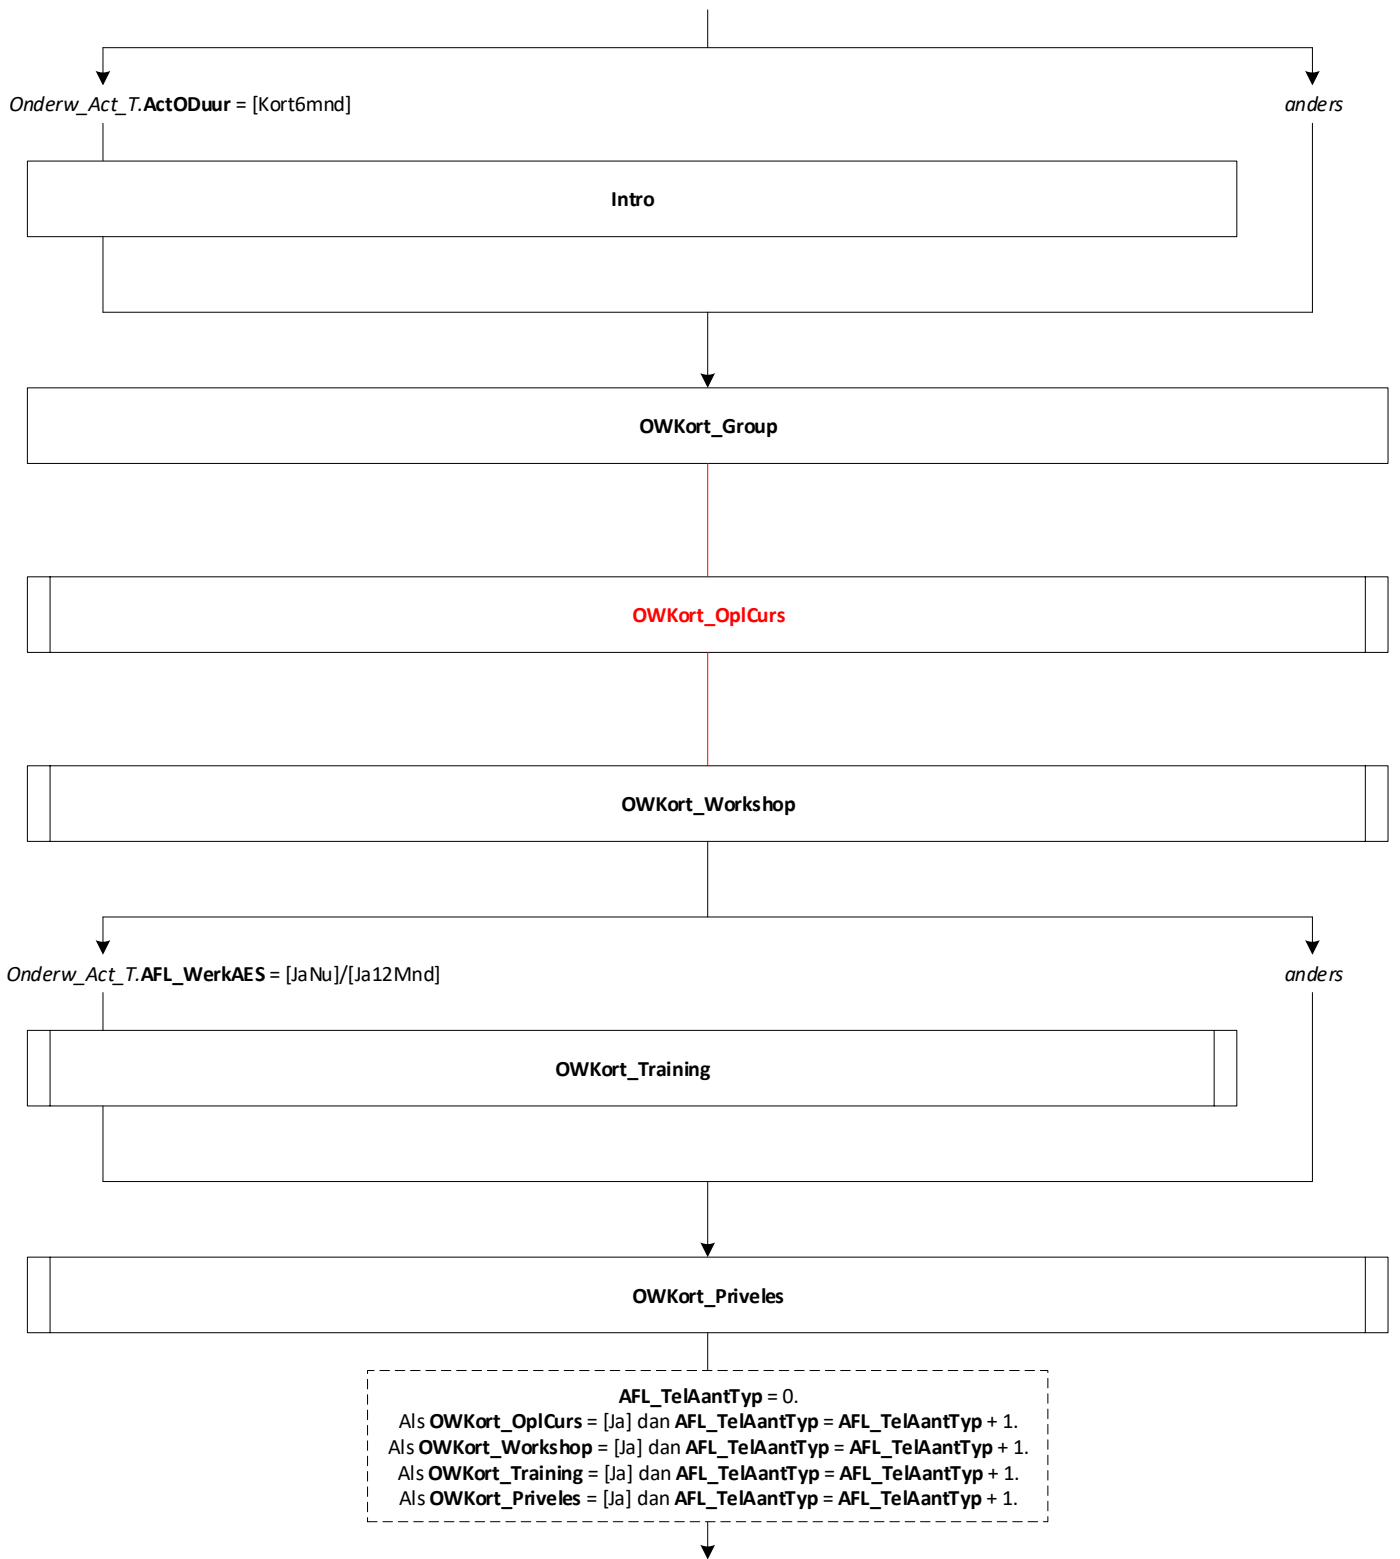 Onderw_Act_T.ActODuur = [Kort6mnd]
anders
Intro
OWKort_Group
OWKort_OplCurs
OWKort_Workshop
Onderw_Act_T.AFL_WerkAES = [JaNu]/[Ja12Mnd]
anders
OWKort_Training
OWKort_Priveles
AFL_TelAantTyp = 0.
Als OWKort_OplCurs = [Ja] dan AFL_TelAantTyp = AFL_TelAantTyp + 1.
Als OWKort_Workshop = [Ja] dan AFL_TelAantTyp = AFL_TelAantTyp + 1.
Als OWKort_Training = [Ja] dan AFL_TelAantTyp = AFL_TelAantTyp + 1.
Als OWKort_Priveles = [Ja] dan AFL_TelAantTyp = AFL_TelAantTyp + 1.